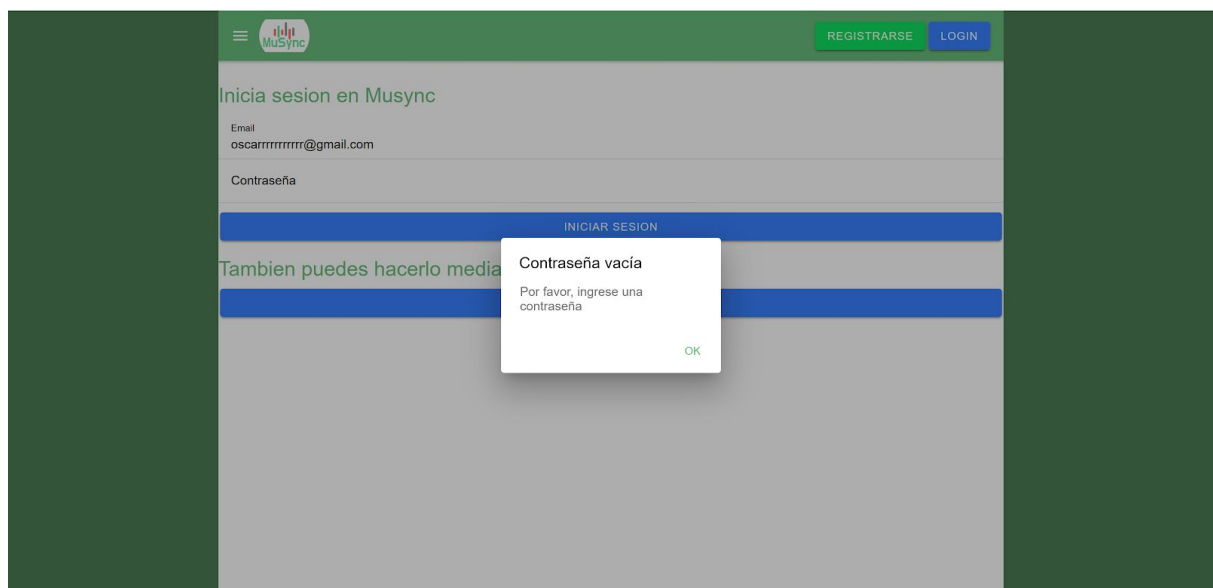 MuSync
REGISTRARSE
LOGIN
Inicia sesion en Musync
Email
oscarrrrrrrrrrr@gmail.com
Contraseña
INICIAR SESION
Tambien puedes hacerlo media
Contraseña vacía
Por favor, ingrese una
contraseña
OK